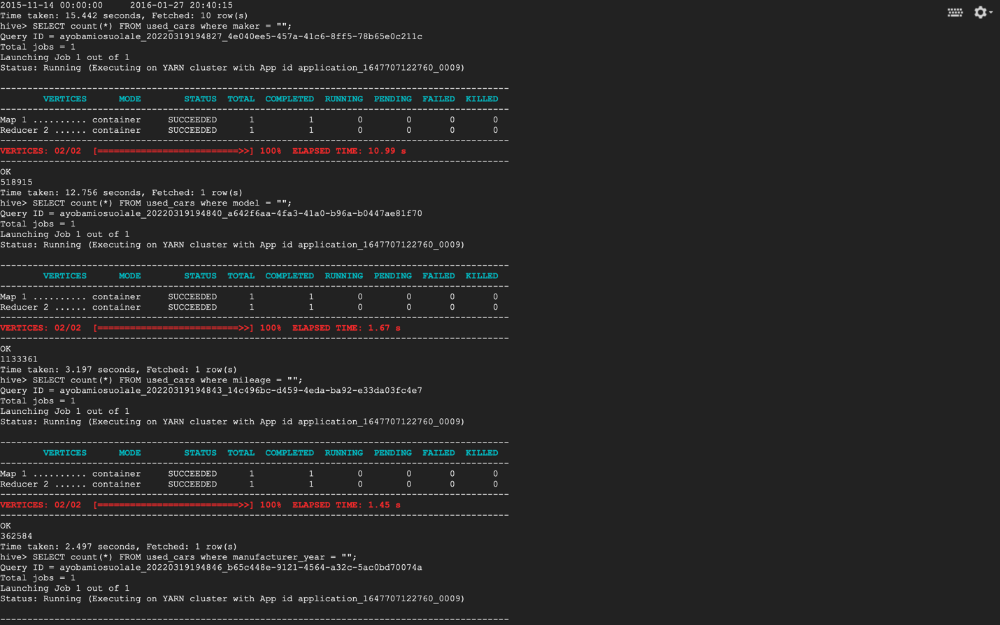 2015-11-14 00:00:00     2016-01-27 20:40:15
Time taken: 15.442 seconds, Fetched: 10 row(s)
hive> SELECT count(*) FROM used_cars where maker = "";
Query ID = ayobamiosuolale_20220319194827_4e040ee5-457a-41c6-8ff5-78b65e0c211c
Total jobs = 1
Launching Job 1 out of 1
Status: Running (Executing on YARN cluster with App id application_1647707122760_0009)
----------------------------------------------------------------------------------------------
        VERTICES      MODE        STATUS  TOTAL  COMPLETED  RUNNING  PENDING  FAILED  KILLED
----------------------------------------------------------------------------------------------
Map 1 .......... container     SUCCEEDED      1          1        0        0       0       0
Reducer 2 ...... container     SUCCEEDED      1          1        0        0       0       0
----------------------------------------------------------------------------------------------
VERTICES: 02/02  [==========================>>] 100%  ELAPSED TIME: 10.99 s
----------------------------------------------------------------------------------------------
OK
518915
Time taken: 12.756 seconds, Fetched: 1 row(s)
hive> SELECT count(*) FROM used_cars where model = "";
Query ID = ayobamiosuolale_20220319194840_a642f6aa-4fa3-41a0-b96a-b0447ae81f70
Total jobs = 1
Launching Job 1 out of 1
Status: Running (Executing on YARN cluster with App id application_1647707122760_0009)
----------------------------------------------------------------------------------------------
        VERTICES      MODE        STATUS  TOTAL  COMPLETED  RUNNING  PENDING  FAILED  KILLED
----------------------------------------------------------------------------------------------
Map 1 .......... container     SUCCEEDED      1          1        0        0       0       0
Reducer 2 ...... container     SUCCEEDED      1          1        0        0       0       0
----------------------------------------------------------------------------------------------
VERTICES: 02/02  [==========================>>] 100%  ELAPSED TIME: 1.67 s
----------------------------------------------------------------------------------------------
OK
1133361
Time taken: 3.197 seconds, Fetched: 1 row(s)
hive> SELECT count(*) FROM used_cars where mileage = "";
Query ID = ayobamiosuolale_20220319194843_14c496bc-d459-4eda-ba92-e33da03fc4e7
Total jobs = 1
Launching Job 1 out of 1
Status: Running (Executing on YARN cluster with App id application_1647707122760_0009)
----------------------------------------------------------------------------------------------
        VERTICES      MODE        STATUS  TOTAL  COMPLETED  RUNNING  PENDING  FAILED  KILLED
----------------------------------------------------------------------------------------------
Map 1 .......... container     SUCCEEDED      1          1        0        0       0       0
Reducer 2 ...... container     SUCCEEDED      1          1        0        0       0       0
----------------------------------------------------------------------------------------------
VERTICES: 02/02  [==========================>>] 100%  ELAPSED TIME: 1.45 s
----------------------------------------------------------------------------------------------
OK
362584
Time taken: 2.497 seconds, Fetched: 1 row(s)
hive> SELECT count(*) FROM used_cars where manufacturer_year = "";
Query ID = ayobamiosuolale_20220319194846_b65c448e-9121-4564-a32c-5ac0bd70074a
Total jobs = 1
Launching Job 1 out of 1
Status: Running (Executing on YARN cluster with App id application_1647707122760_0009)
----------------------------------------------------------------------------------------------